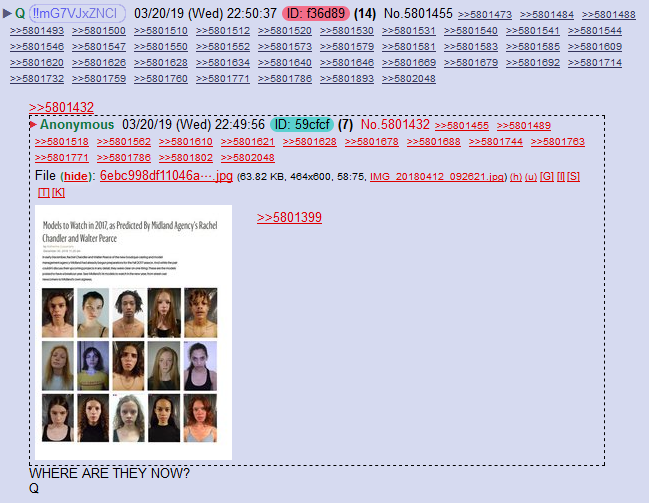 Q !!mG7VJxZNCI 03/20/19 (Wed) 22:50:37 ID: f36d89 (14) No.5801455 >>5801473 >>5801484 >>5801488
>>5801493 >>5801500 >>5801510 >>5801512 >>5801520 >>5801530 >>5801531 >>5801540 >>5801541 >>5801544
>>5801546 >>5801547 >>5801550 >>5801552 >>5801573 >>5801579 >>5801581 >>5801583 >>5801585 >>5801609
>>5801620 >>5801626 >>5801628 >>5801634 >>5801640 >>5801646 >>5801669 >>5801679 >>5801692 >>5801714
>>5801732 >>5801759 >>5801760 >>5801771 >>5801786 >>5801893 >>5802048
>>5801432
Anonymous 03/20/19 (Wed) 22:49:56 ID: 59cfcf (7) No.5801432 >>5801455 >>5801489
>>5801518 >>5801562 >>5801610 >>5801621 >>5801628 >>5801678 >>5801688 >>5801744 >>5801763
>>5801771 >>5801786 >>5801802 >>5802048
File (hide): 6ebc998df11046a⋯.jpg (63.82 KB, 464x600, 58:75, IMG_20180412_092621.jpg) (h) (u) [G] [I] [S]
[T] [K]
>>5801399
Models to Watch in 2017, as Predicted By Midland Agency's Rachel
Chandler and Walter Pearce
WHERE ARE THEY NOW?
Q